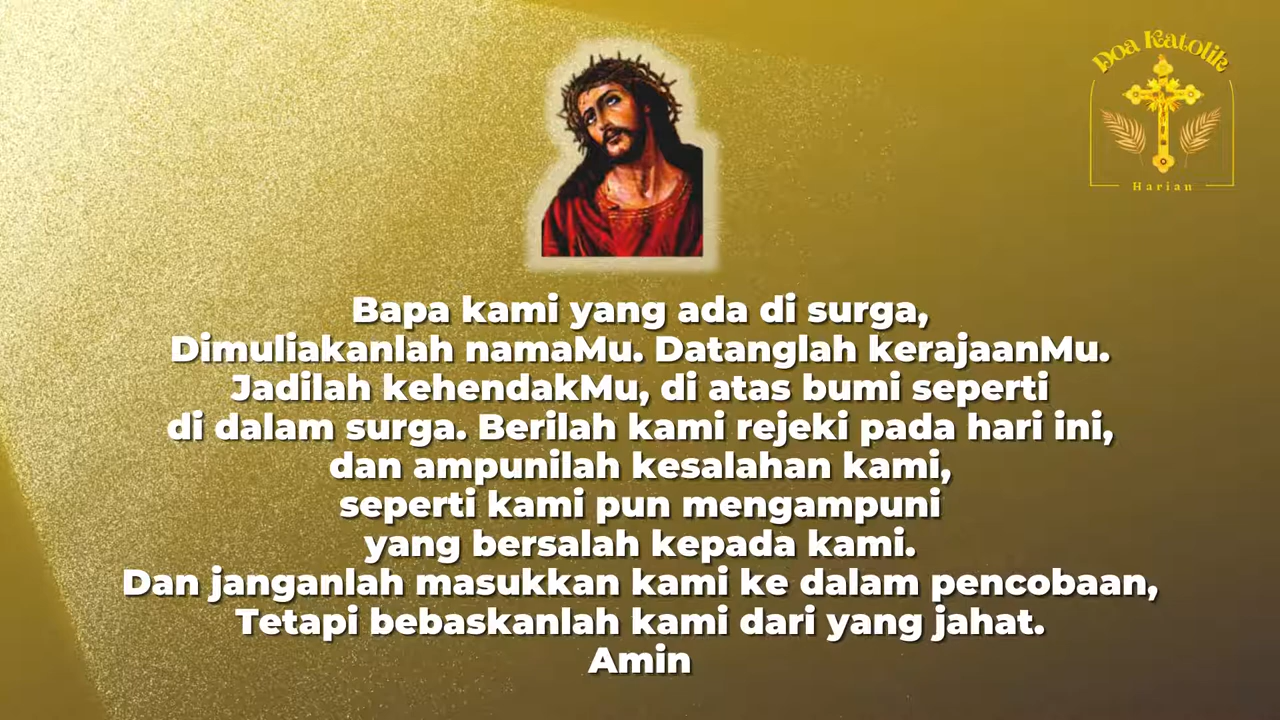 Doa Katolik
Harian
Bapa kami yang ada di surga,
Dimuliakanlah namaMu. Datanglah kerajaanMu.
Jadilah kehendakMu, di atas bumi seperti
di dalam surga. Berilah kami rejeki pada hari ini,
dan ampunilah kesalahan kami,
seperti kami pun mengampuni
yang bersalah kepada kami.
Dan janganlah masukkan kami ke dalam pencobaan,
Tetapi bebaskanlah kami dari yang jahat.
Amin